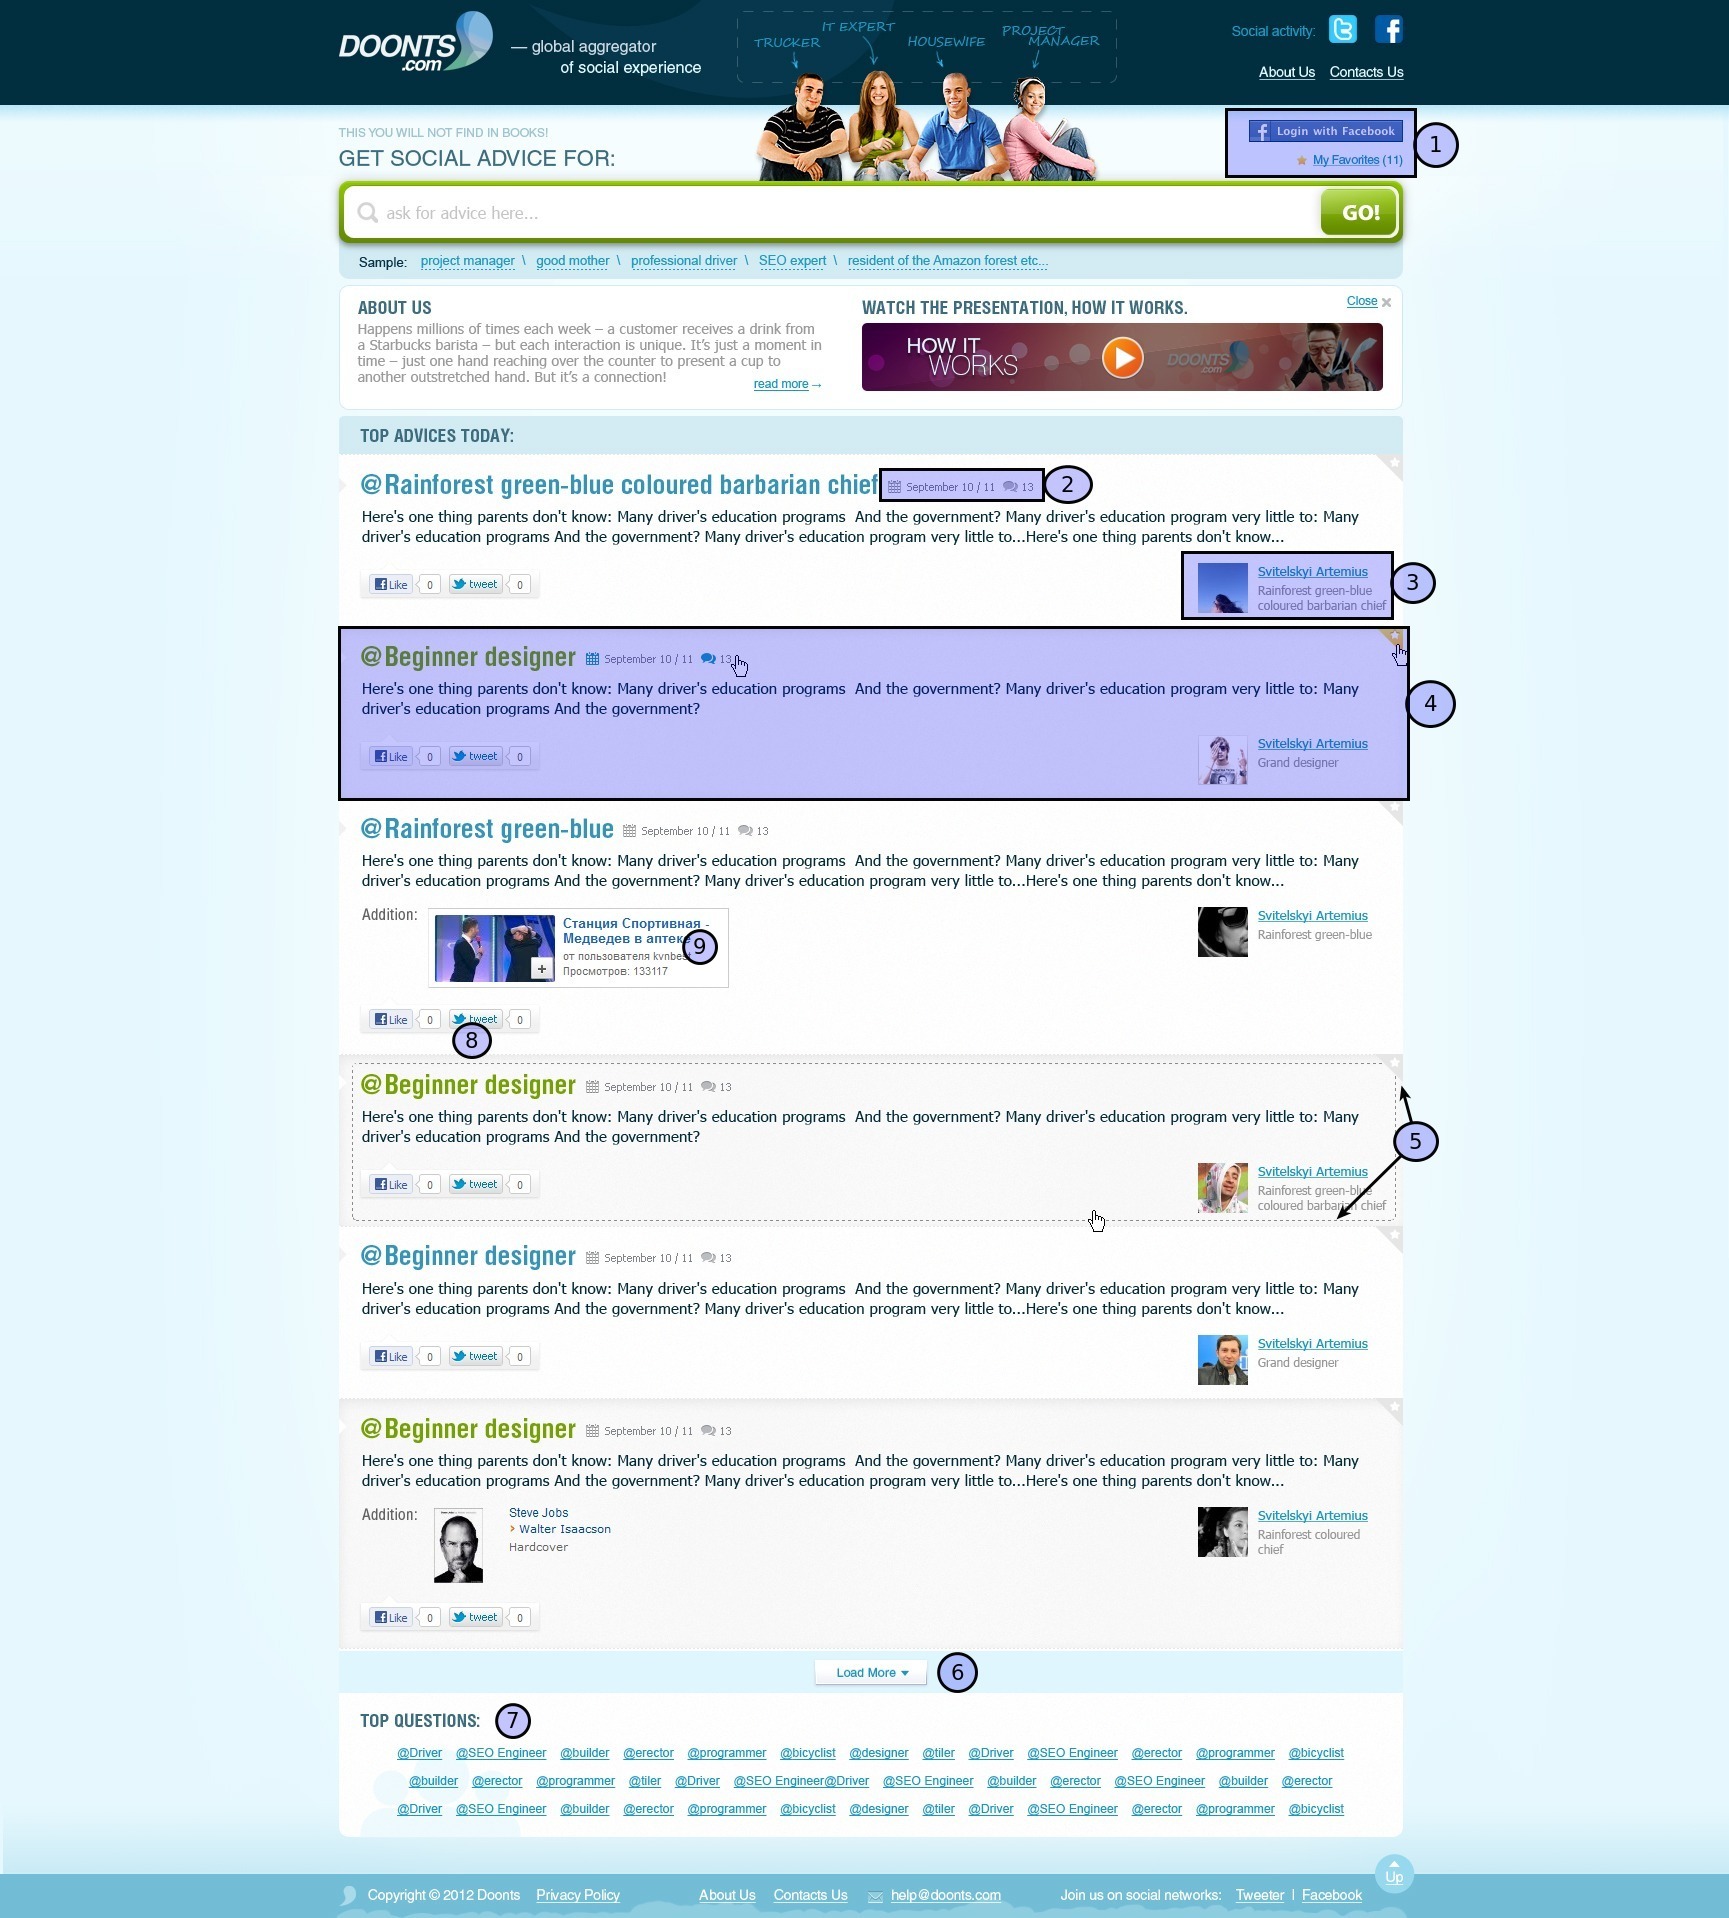 DOONTS
.com
— global aggregator
of social experience
TRUCKER
IT EXPERT
HOUSEWIFE
PROJECT
MANAGER
Social activity:
About Us Contacts Us
THIS YOU WILL NOT FIND IN BOOKS!
GET SOCIAL ADVICE FOR:
Login with Facebook
My Favorites (11)
1
ask for advice here...
GO!
Sample: project manager \ good mother \ professional driver \ SEO expert \ resident of the Amazon forest etc...
ABOUT US
Happens millions of times each week – a customer receives a drink from
a Starbucks barista – but each interaction is unique. It's just a moment in
time – just one hand reaching over the counter to present a cup to
another outstretched hand. But it's a connection!
read more →
WATCH THE PRESENTATION, HOW IT WORKS.
Close
HOW IT
WORKS
DOONTS
.com
TOP ADVICES TODAY:
@Rainforest green-blue coloured barbarian chief September 10 / 11 13
2
Here's one thing parents don't know: Many driver's education programs And the government? Many driver's education program very little to: Many
driver's education programs And the government? Many driver's education program very little to...Here's one thing parents don't know...
Like 0 tweet 0
Svitelskyi Artemius
Rainforest green-blue
coloured barbarian chief
3
@Beginner designer September 10 / 11 13
Here's one thing parents don't know: Many driver's education programs And the government? Many driver's education program very little to: Many
driver's education programs And the government?
4
Like 0 tweet 0
Svitelskyi Artemius
Grand designer
@Rainforest green-blue September 10 / 11 13
Here's one thing parents don't know: Many driver's education programs And the government? Many driver's education program very little to: Many
driver's education programs And the government? Many driver's education program very little to...Here's one thing parents don't know...
Addition:
Станция Спортивная -
Медведев в аптеке
от пользователя kvnbest
Просмотров: 133117
9
Svitelskyi Artemius
Rainforest green-blue
Like 0 tweet 0
8
@Beginner designer September 10 / 11 13
Here's one thing parents don't know: Many driver's education programs And the government? Many driver's education program very little to: Many
driver's education programs And the government?
5
Like 0 tweet 0
Svitelskyi Artemius
Rainforest green-blue
coloured barbarian chief
@Beginner designer September 10 / 11 13
Here's one thing parents don't know: Many driver's education programs And the government? Many driver's education program very little to: Many
driver's education programs And the government? Many driver's education program very little to...Here's one thing parents don't know...
Like 0 tweet 0
Svitelskyi Artemius
Grand designer
@Beginner designer September 10 / 11 13
Here's one thing parents don't know: Many driver's education programs And the government? Many driver's education program very little to: Many
driver's education programs And the government? Many driver's education program very little to...Here's one thing parents don't know...
Addition:
Steve Jobs
Walter Isaacson
Hardcover
Svitelskyi Artemius
Rainforest coloured
chief
Like 0 tweet 0
Load More
6
TOP QUESTIONS:
7
@Driver @SEO Engineer @builder @erector @programmer @bicyclist @designer @tiler @Driver @SEO Engineer @erector @programmer @bicyclist
@builder @erector @programmer @tiler @Driver @SEO Engineer@Driver @SEO Engineer @builder @erector @SEO Engineer @builder @erector
@Driver @SEO Engineer @builder @erector @programmer @bicyclist @designer @tiler @Driver @SEO Engineer @erector @programmer @bicyclist
Up
Copyright © 2012 Doonts Privacy Policy About Us Contacts Us help@doonts.com Join us on social networks: Tweeter | Facebook